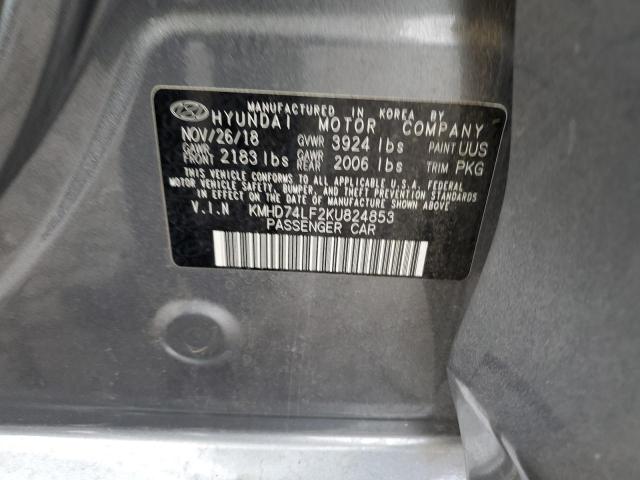 MANUFACTURED IN KOREA BY
HYUNDAI MOTOR COMPANY
NOV/26/18 GVWR 3924 lbs PAINT UUS
GAWR FRONT 2183 lbs GAWR REAR 2006 lbs TRIM PKG
THIS VEHICLE CONFORMS TO ALL APPLICABLE U.S.A. FEDERAL
MOTOR VEHICLE SAFETY, BUMPER, AND THEFT PREVENTION STANDARDS
IN EFFECT ON THE DATE OF MANUFACTURE SHOWN ABOVE.
V.I.N KMHD74LF2KU824853
PASSENGER CAR